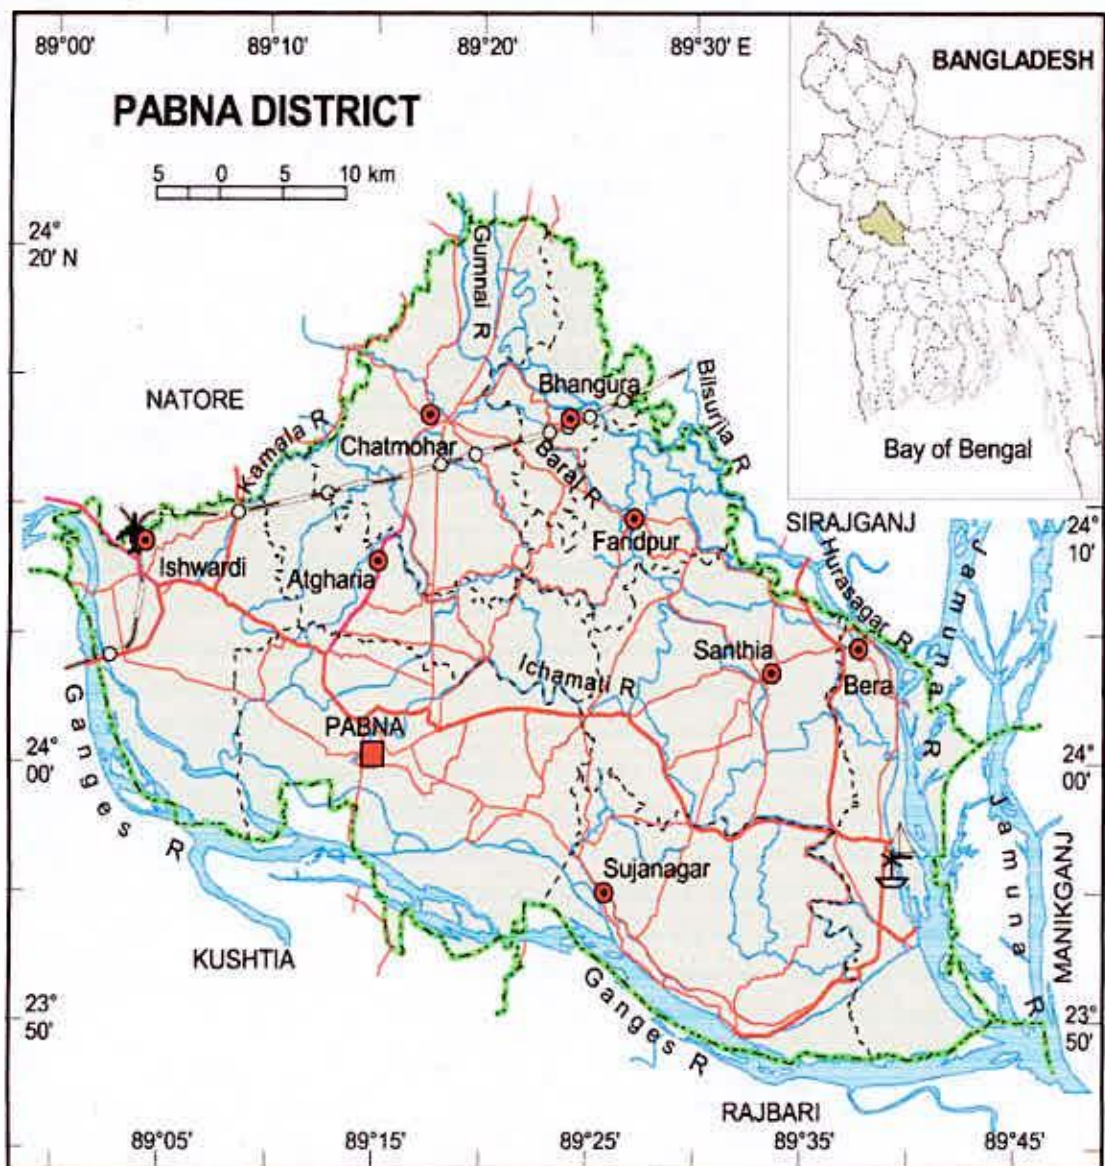 89°00'
89°10'
89°20'
89°30' E
BANGLADESH
PABNA DISTRICT
5 0 5 10 km
24°
20' N
Gumnai R
NATORE
Bhangura
Bilsurjia R
Kamala R
Chatmohar
Baral R
Bay of Bengal
SIRAJGANJ
24°
10'
Ishwardi
Atgharia
Faridpur
Hurasagar R
Jamuna R
Santhia
Ichamati R
Bera
Ganges R
PABNA
24°
00'
24°
00'
Jamuna R
Sujanagar
KUSHTIA
MANIKGANJ
Ganges R
23°
50'
23°
50'
RAJBARI
89°05'
89°15'
89°25'
89°35'
89°45'